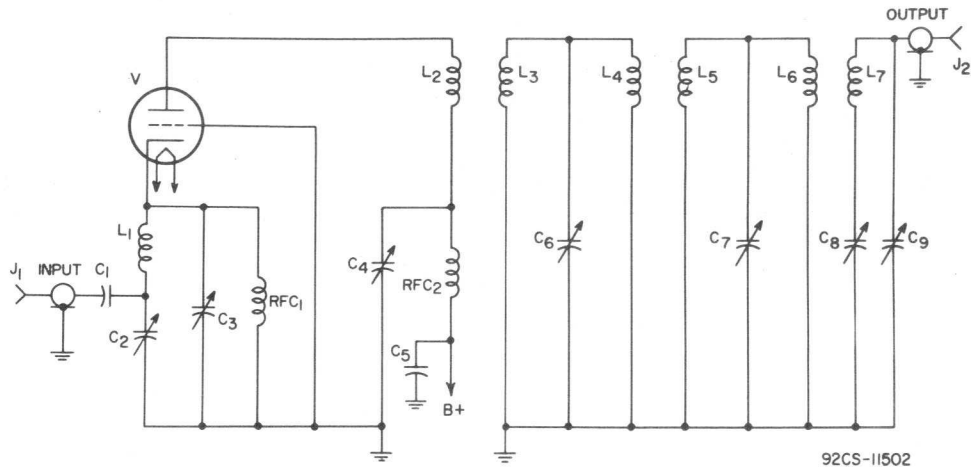 OUTPUT
J2
V
L2
L3
L4
L5
L6
L7
L1
J1
INPUT
C1
C2
C3
RFC1
C4
RFC2
C5
B+
C6
C7
C8
C9
92CS-11502